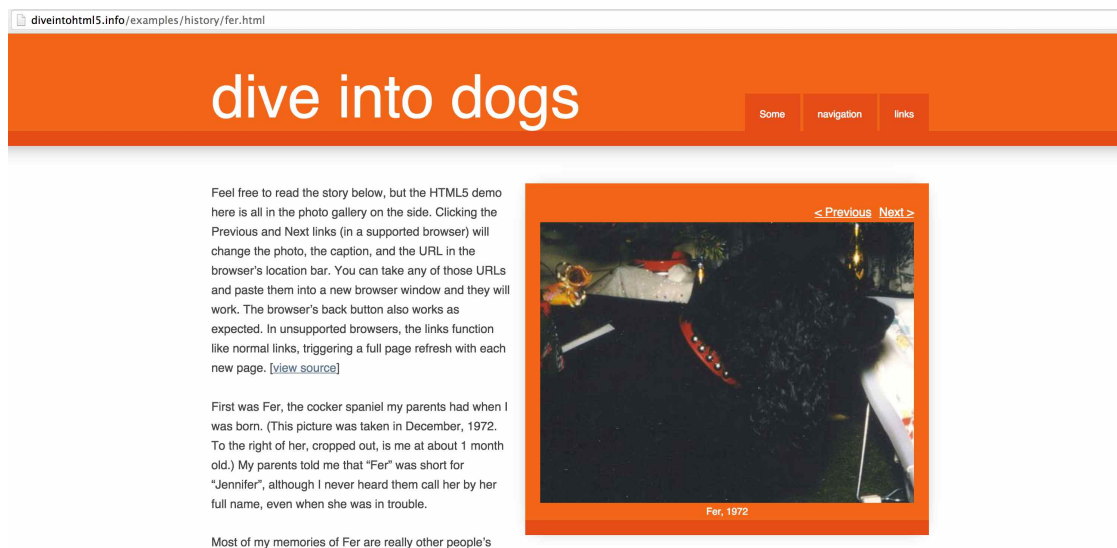 diveintohtml5.info/examples/history/fer.html
dive into dogs
Some
navigation
links
Feel free to read the story below, but the HTML5 demo
here is all in the photo gallery on the side. Clicking the
Previous and Next links (in a supported browser) will
change the photo, the caption, and the URL in the
browser’s location bar. You can take any of those URLs
and paste them into a new browser window and they will
work. The browser’s back button also works as
expected. In unsupported browsers, the links function
like normal links, triggering a full page refresh with each
new page. [view source]
First was Fer, the cocker spaniel my parents had when I
was born. (This picture was taken in December, 1972.
To the right of her, cropped out, is me at about 1 month
old.) My parents told me that “Fer” was short for
“Jennifer”, although I never heard them call her by her
full name, even when she was in trouble.
Most of my memories of Fer are really other people’s
< Previous Next >
Fer, 1972